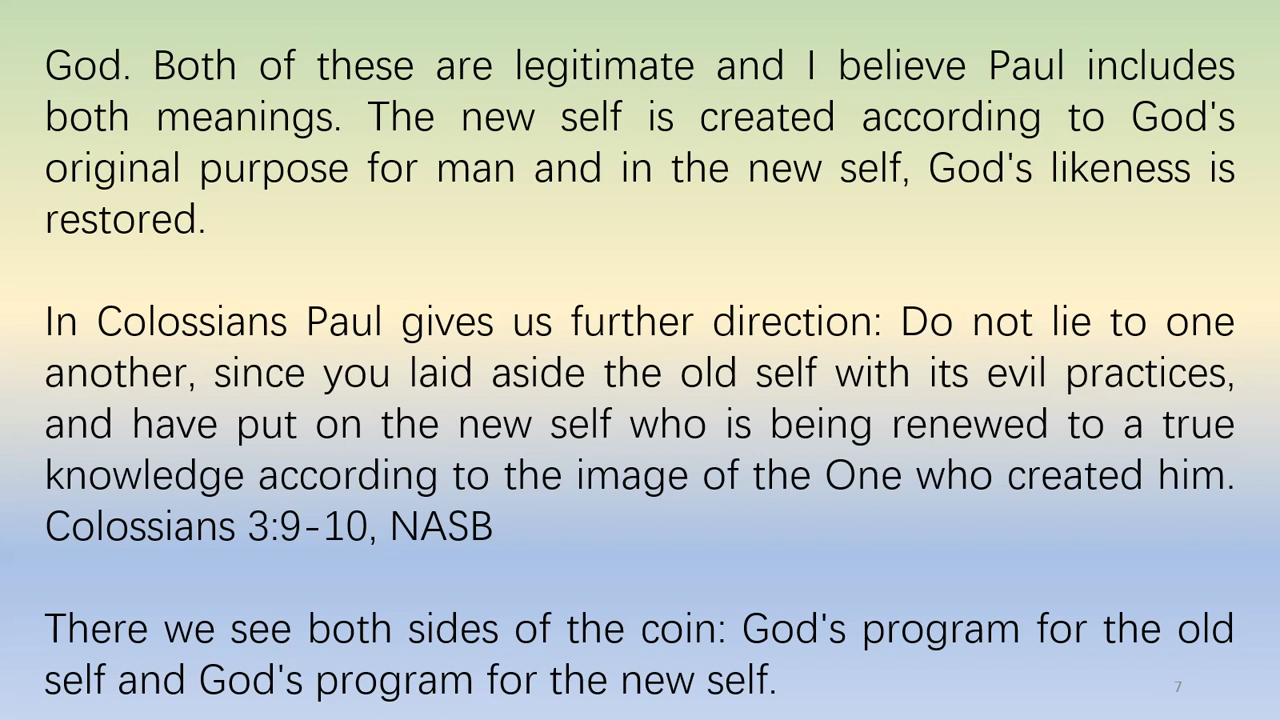 God. Both of these are legitimate and I believe Paul includes
both meanings. The new self is created according to God's
original purpose for man and in the new self, God's likeness is
restored.
In Colossians Paul gives us further direction: Do not lie to one
another, since you laid aside the old self with its evil practices,
and have put on the new self who is being renewed to a true
knowledge according to the image of the One who created him.
Colossians 3:9-10, NASB
There we see both sides of the coin: God's program for the old
self and God's program for the new self.
7